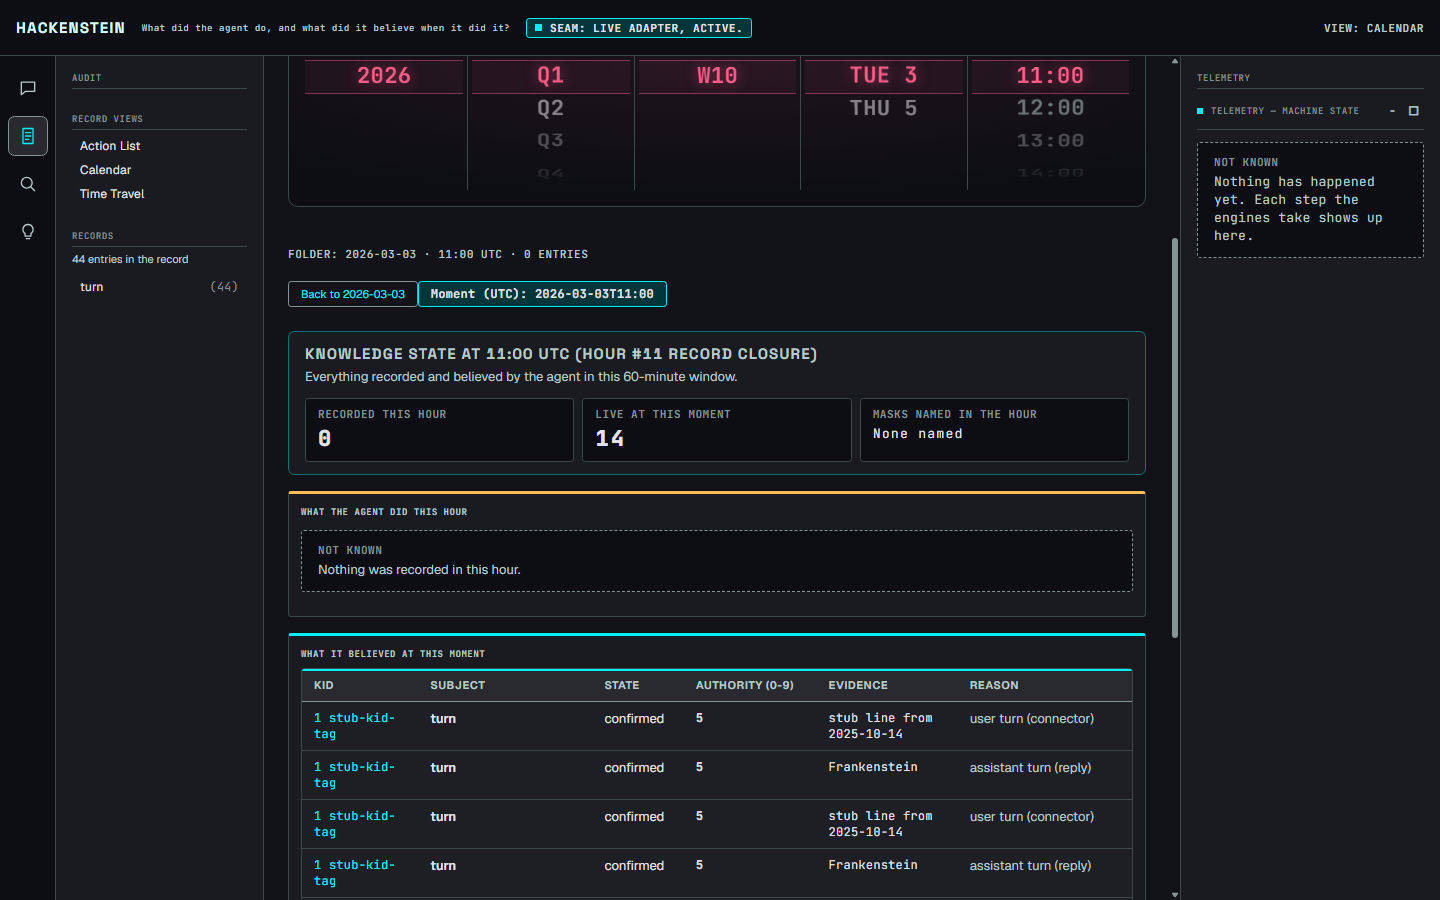 HACKENSTEIN
What did the agent do, and what did it believe when it did it?
SEAM: LIVE ADAPTER, ACTIVE.
VIEW: CALENDAR
AUDIT
RECORD VIEWS
Action List
Calendar
Time Travel
RECORDS
44 entries in the record
turn (44)
2026 Q1 W10 TUE 3 11:00
Q2 THU 5 12:00
Q3 13:00
Q4 14:00
FOLDER: 2026-03-03 · 11:00 UTC · 0 ENTRIES
Back to 2026-03-03
Moment (UTC): 2026-03-03T11:00
KNOWLEDGE STATE AT 11:00 UTC (HOUR #11 RECORD CLOSURE)
Everything recorded and believed by the agent in this 60-minute window.
RECORDED THIS HOUR
0
LIVE AT THIS MOMENT
14
MASKS NAMED IN THE HOUR
None named
WHAT THE AGENT DID THIS HOUR
NOT KNOWN
Nothing was recorded in this hour.
WHAT IT BELIEVED AT THIS MOMENT
KID SUBJECT STATE AUTHORITY (0-9) EVIDENCE REASON
1 stub-kid- turn confirmed 5 stub line from user turn (connector)
tag 2025-10-14
1 stub-kid- turn confirmed 5 Frankenstein assistant turn (reply)
tag
1 stub-kid- turn confirmed 5 stub line from user turn (connector)
tag 2025-10-14
1 stub-kid- turn confirmed 5 Frankenstein assistant turn (reply)
tag
TELEMETRY
TELEMETRY — MACHINE STATE -
NOT KNOWN
Nothing has happened
yet. Each step the
engines take shows up
here.